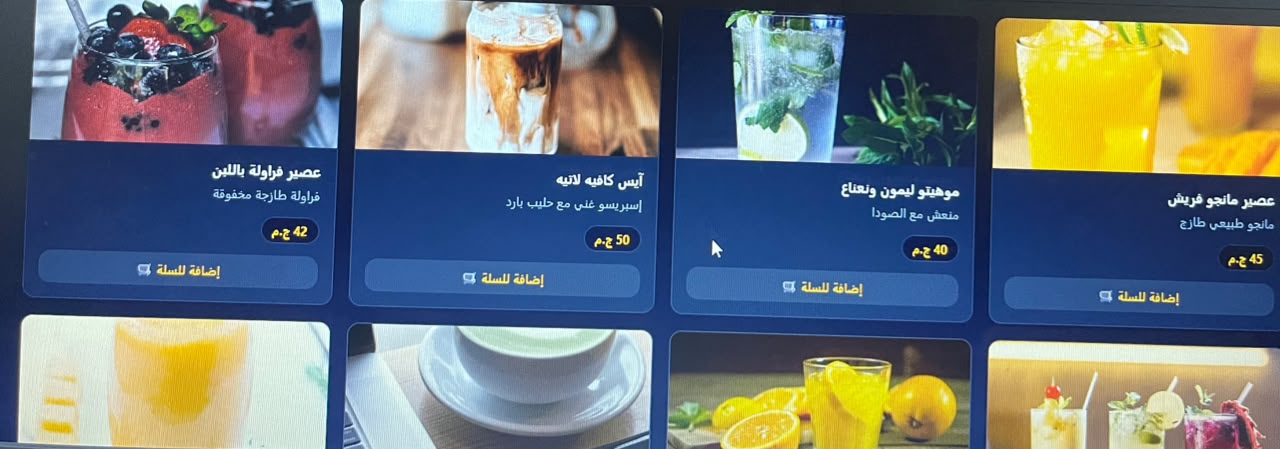 عصير مانجو فريش
مانجو طبيعي طازج
45 ج.م
إضافة للسلة
موهيتو ليمون ونعناع
منعش مع الصودا
40 ج.م
إضافة للسلة
آيس كافيه لاتيه
إسبريسو غني مع حليب بارد
50 ج.م
إضافة للسلة
عصير فراولة باللبن
فراولة طازجة مخفوقة
42 ج.م
إضافة للسلة